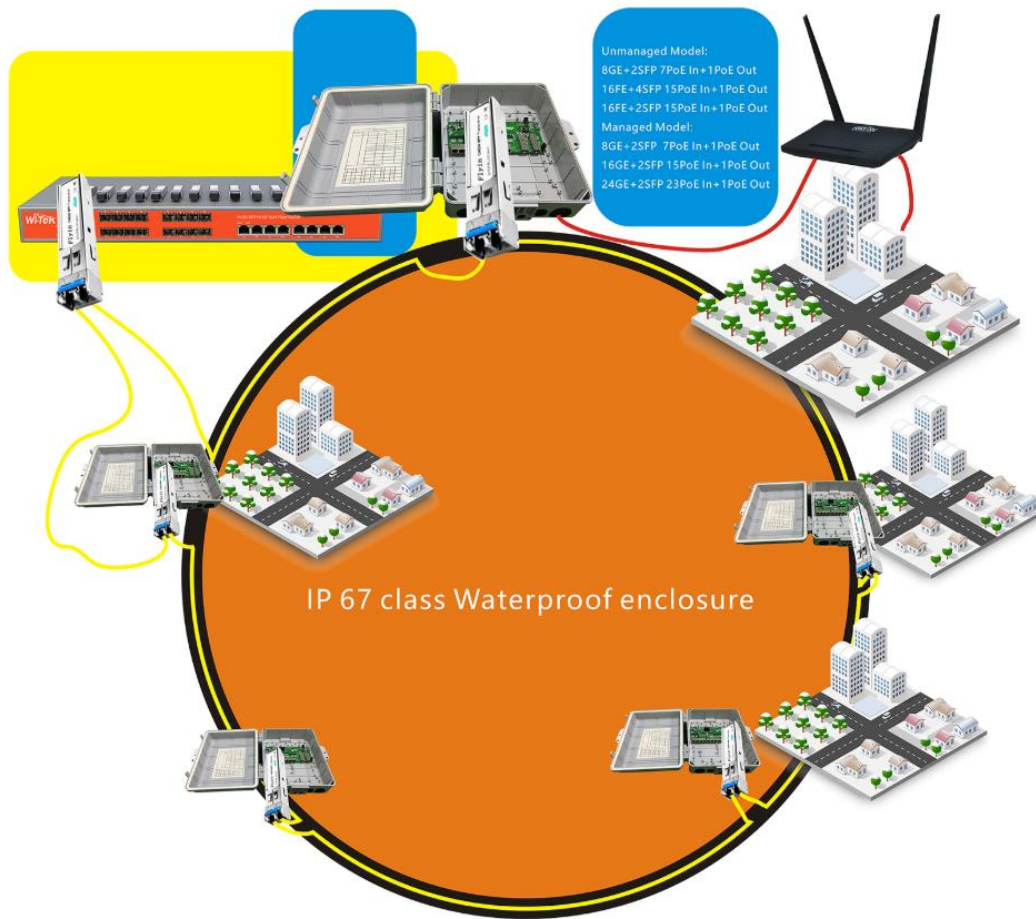 Unmanaged Model:
8GE+2SFP 7PoE In+1PoE Out
16FE+4SFP 15PoE In+1PoE Out
16FE+2SFP 15PoE In+1PoE Out
Managed Model:
8GE+2SFP  7PoE In+1PoE Out
16GE+2SFP 15PoE In+1PoE Out
24GE+2SFP 23PoE In+1PoE Out
Wi-Tek
Flyin
Flyin
IP 67 class Waterproof enclosure